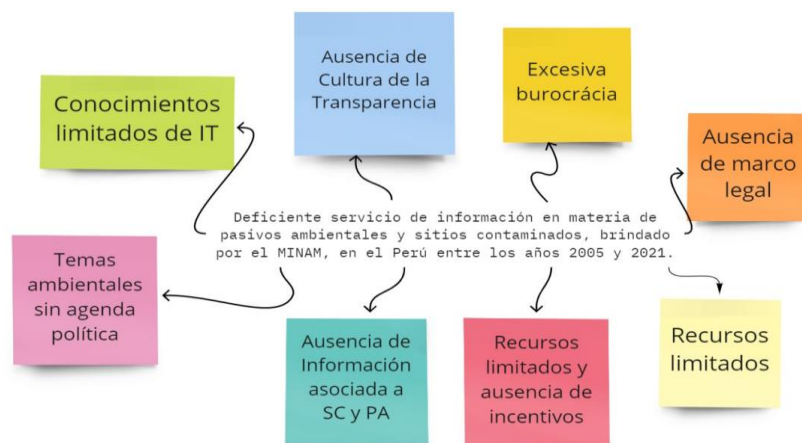 Ausencia de
Cultura de la
Transparencia
Excesiva
burocrácia
Conocimientos
limitados de IT
Ausencia
de marco
legal
Deficiente servicio de información en materia de
pasivos ambientales y sitios contaminados, brindado
por el MINAM, en el Perú entre los años 2005 y 2021.
Temas
ambientales
sin agenda
política
Ausencia de
Información
asociada a
SC y PA
Recursos
limitados y
ausencia de
incentivos
Recursos
limitados